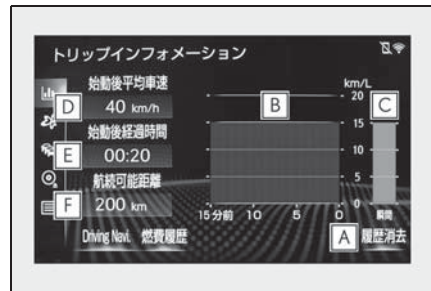 トリップインフォメーション
始動後平均車速
D
40 km/h
始動後経過時間
E
00:20
航続可能距離
F
200 km
B
km/L
C
20
15
10
5
0
15分前 10 5 0 瞬間
A
Driving Navi. 燃費履歴 履歴消去